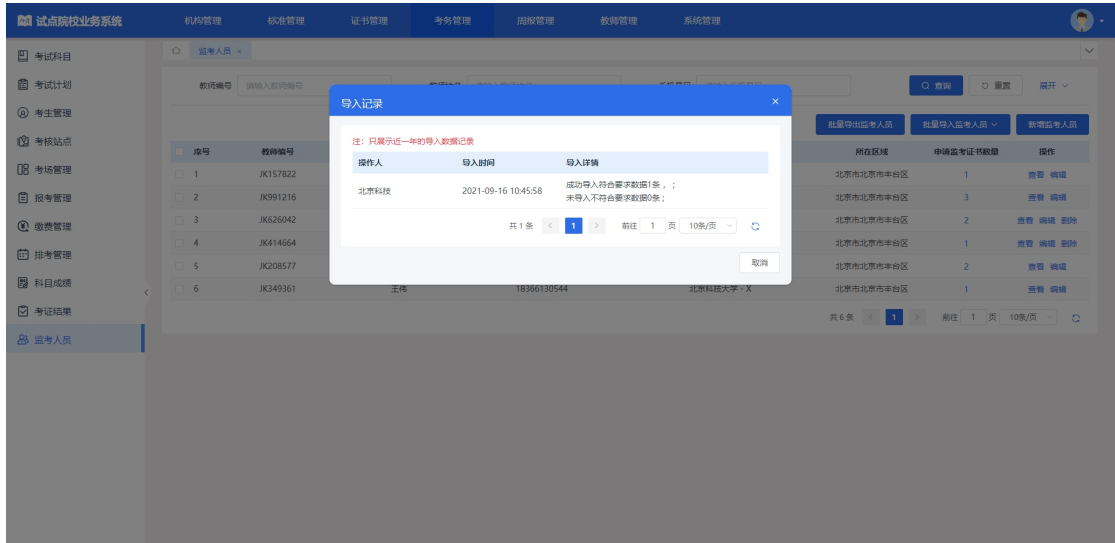 试点院校业务系统 机构管理 标准管理 证书管理 考务管理 周报管理 教师管理 系统管理
考试科目
考试计划
考生管理
考核站点
考场管理
报考管理
缴费管理
排考管理
科目成绩
考证结果
监考人员
监考人员 ×
教师编号 请输入教师编号 查询 重置 展开
批量导出监考人员 批量导入监考人员 新增监考人员
序号 教师编号 所在区域 申请监考证书数量 操作
1 JK157822 北京市北京市丰台区 1 查看 编辑
2 JK991216 北京市北京市丰台区 3 查看 编辑
3 JK626042 北京市北京市丰台区 2 查看 编辑 删除
4 JK414664 北京市北京市丰台区 1 查看 编辑 删除
5 JK208577 北京市北京市丰台区 2 查看 编辑
6 JK349361 王伟 18366130544 北京科技大学 - X 北京市北京市丰台区 1 查看 编辑
共 6 条 < 1 > 前往 1 页 10条/页
导入记录 ×
注：只展示近一年的导入数据记录
操作人 导入时间 导入详情
北京科技 2021-09-16 10:45:58 成功导入符合要求数据1条，；
未导入不符合要求数据0条；
共 1 条 < 1 > 前往 1 页 10条/页
取消